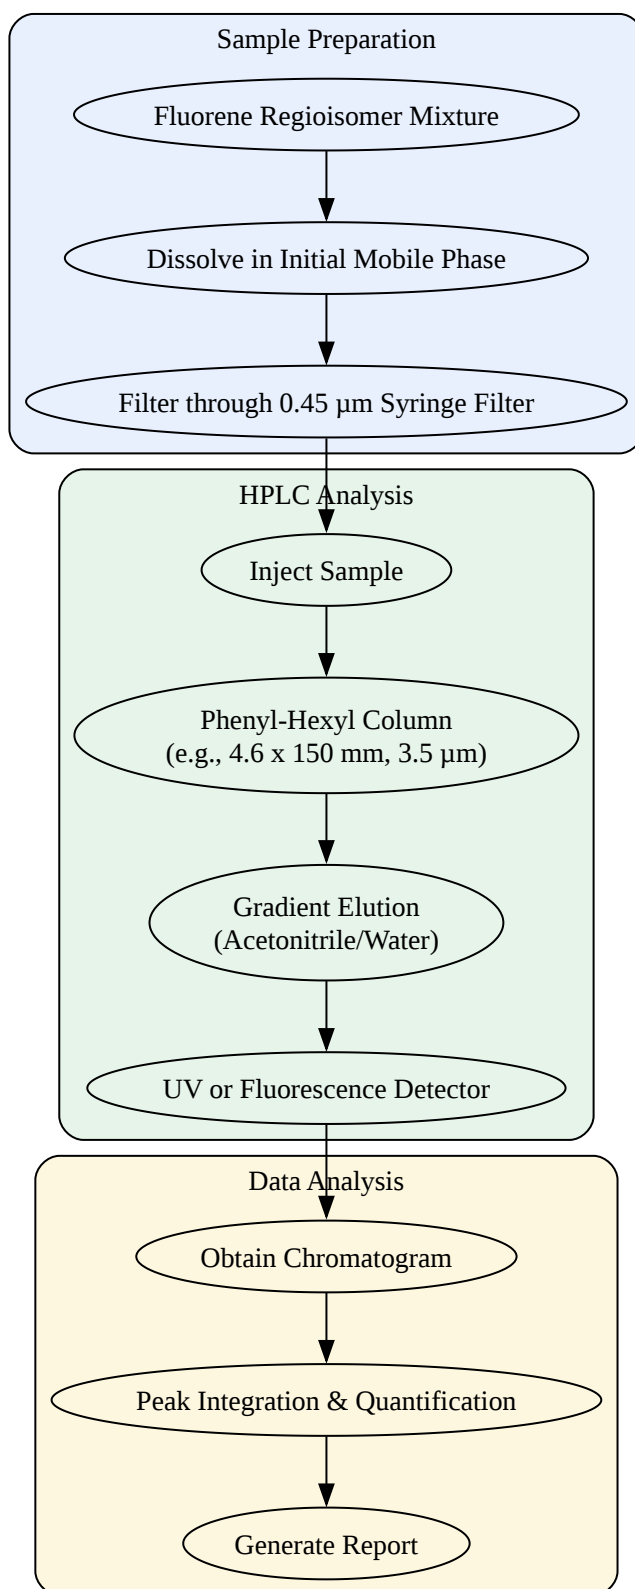 Sample Preparation
Fluorene Regioisomer Mixture
Dissolve in Initial Mobile Phase
Filter through 0.45 µm Syringe Filter
HPLC Analysis
Inject Sample
Phenyl-Hexyl Column
(e.g., 4.6 x 150 mm, 3.5 µm)
Gradient Elution
(Acetonitrile/Water)
UV or Fluorescence Detector
Data Analysis
Obtain Chromatogram
Peak Integration & Quantification
Generate Report